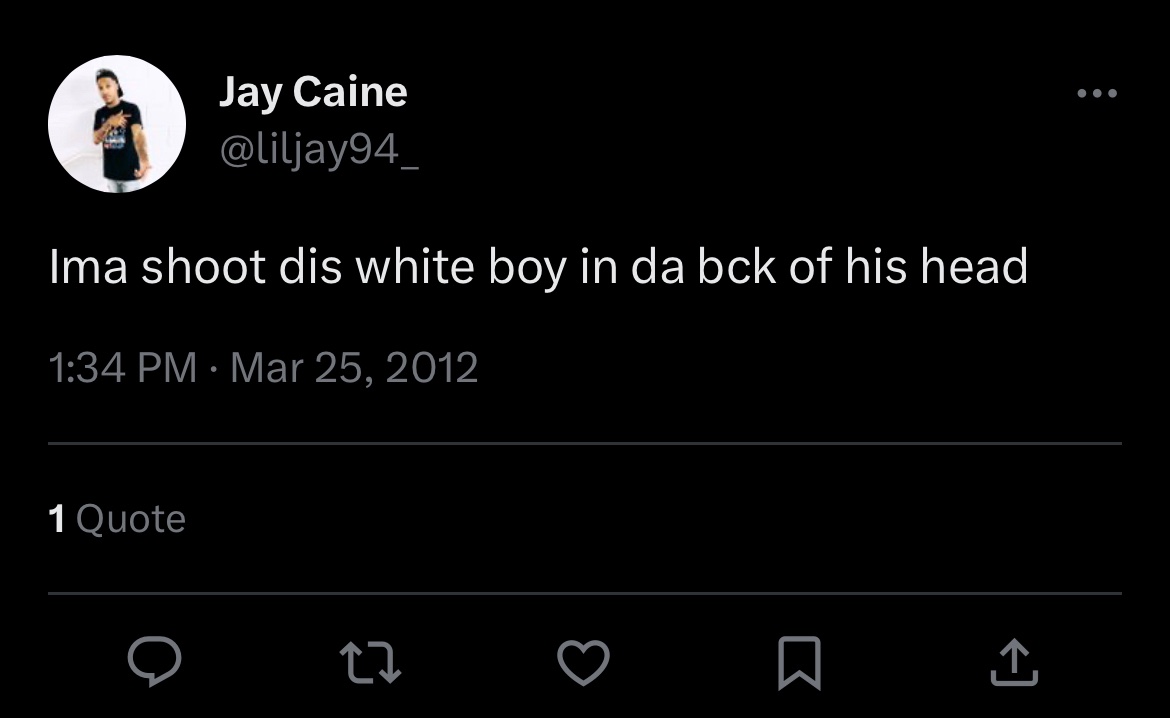 Jay Caine
@liljay94_
Ima shoot dis white boy in da bck of his head
1:34 PM · Mar 25, 2012
1 Quote